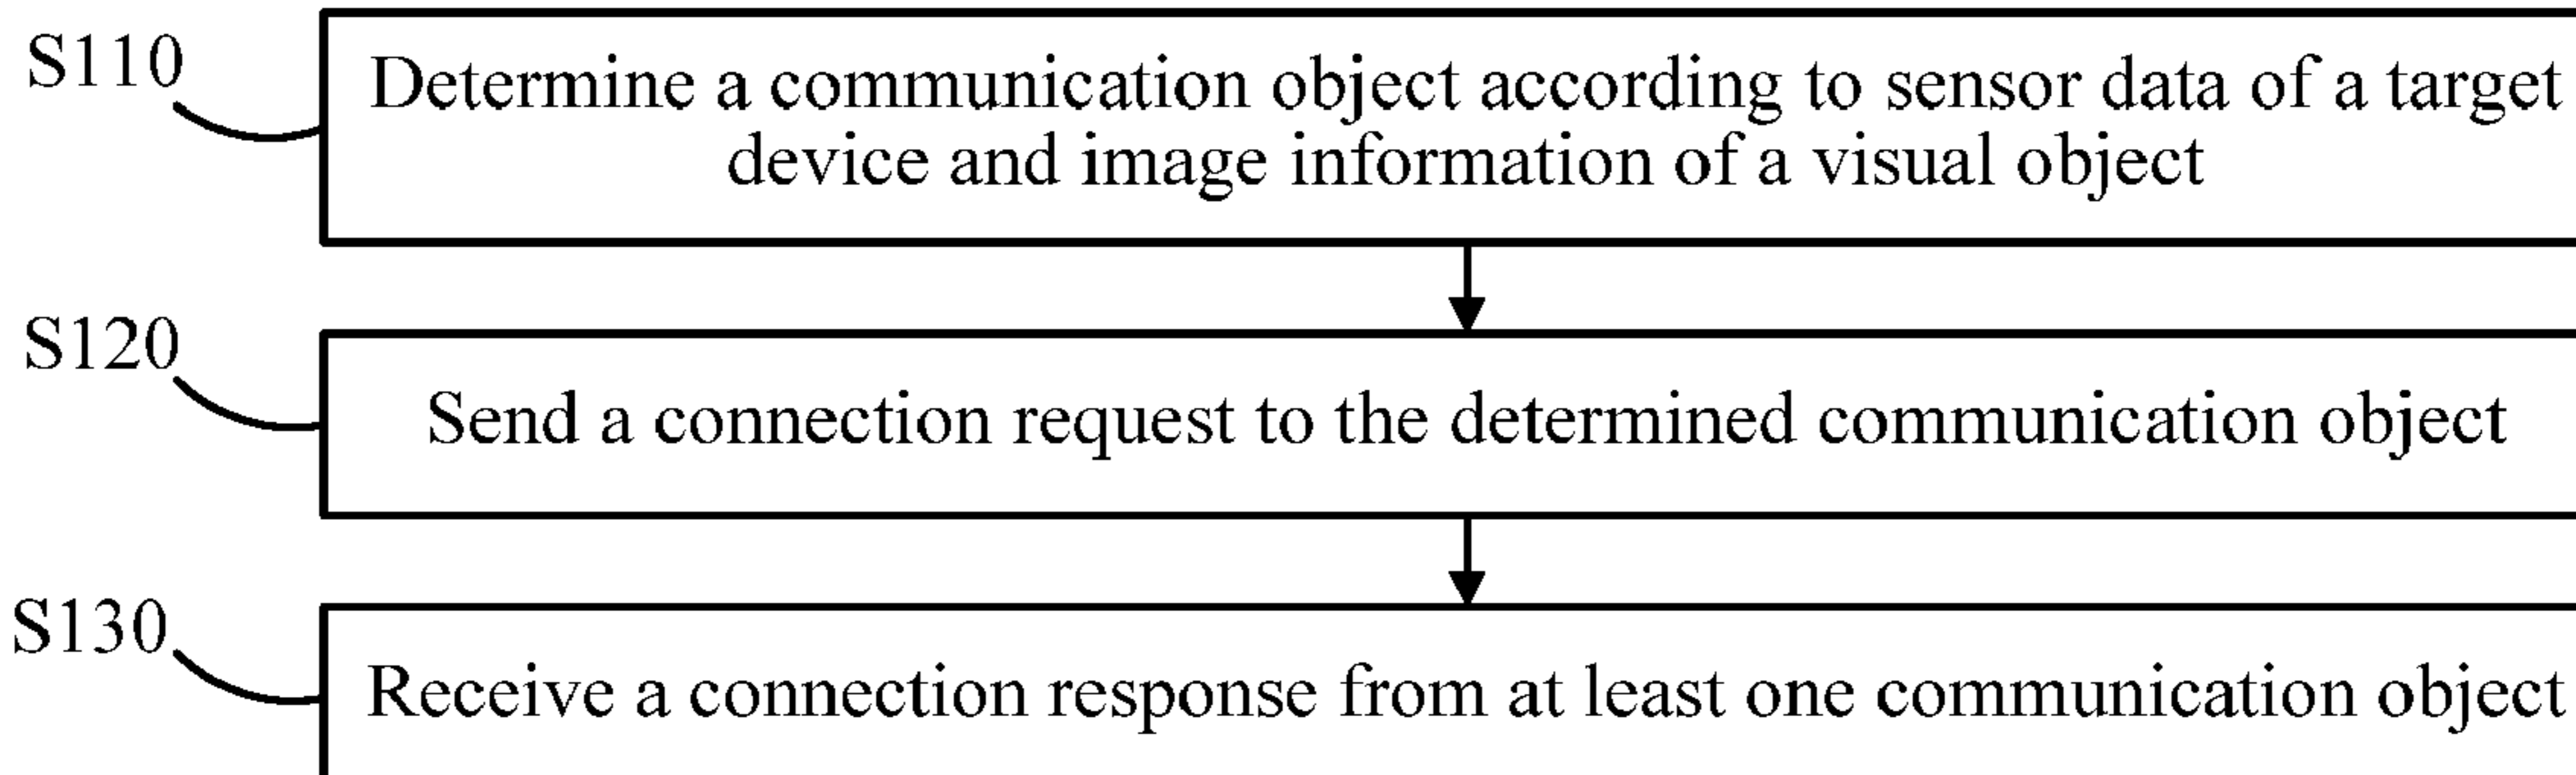 S110
Determine a communication object according to sensor data of a target
device and image information of a visual object
S120
Send a connection request to the determined communication object
S130
Receive a connection response from at least one communication object